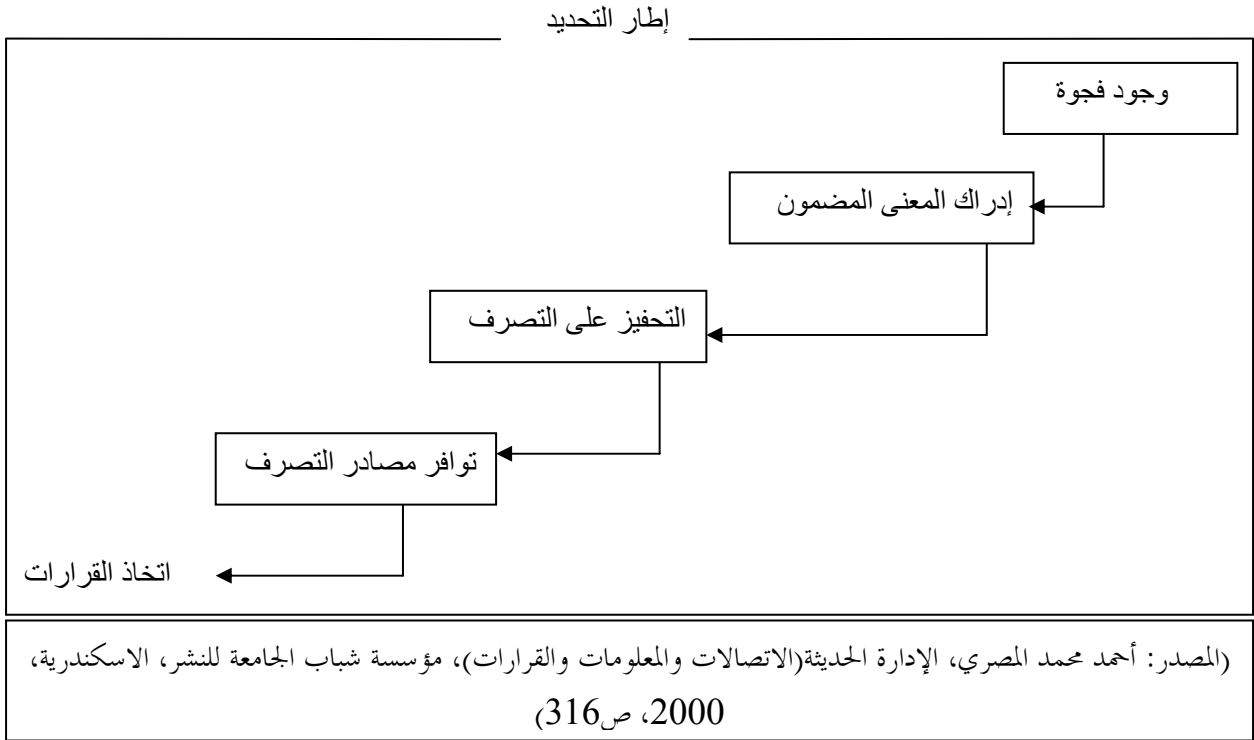 إطار التحديد
وجود فجوة
إدراك المعنى المضمون
التحفيز على التصرف
توافر مصادر التصرف
اتخاذ القرارات
(المصدر: أحمد محمد المصري، الإدارة الحديثة(الاتصالات والمعلومات والقرارات)، مؤسسة شباب الجامعة للنشر، الاسكندرية،
2000، ص316)